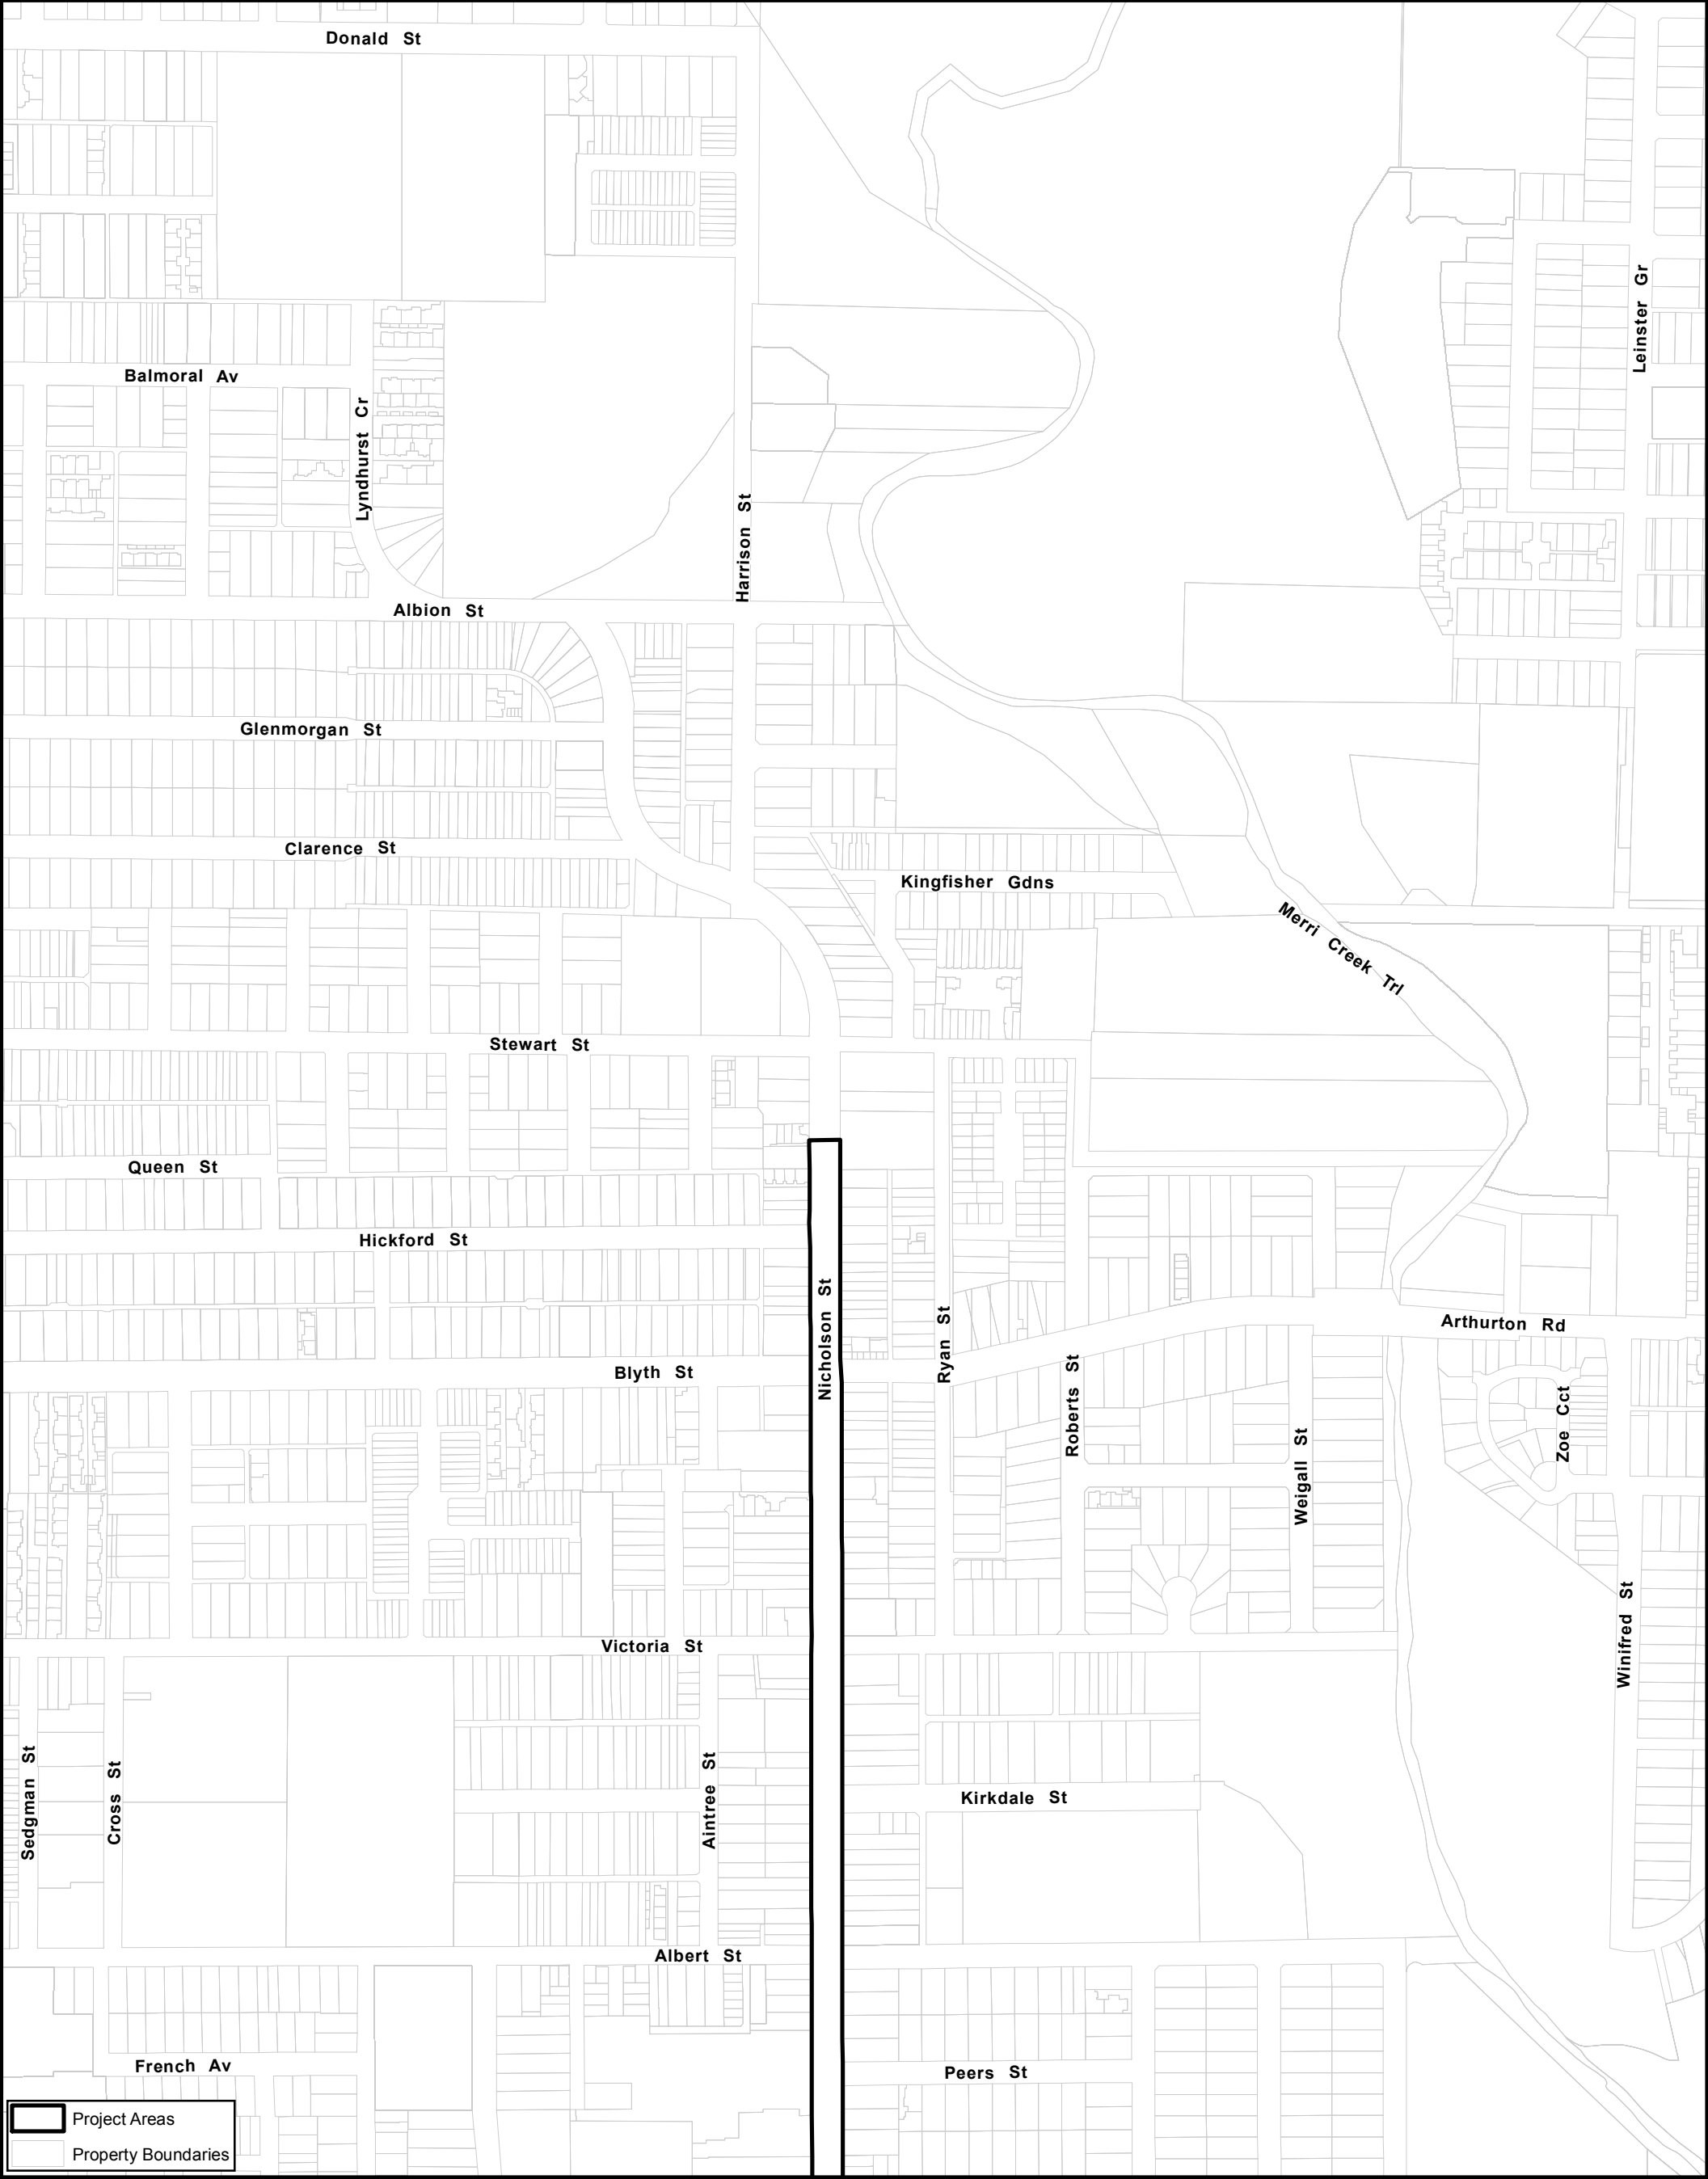 Donald St
Leinster Gr
Balmoral Av
Lyndhurst Cr
Harrison St
Albion St
Glenmorgan St
Clarence St
Kingfisher Gdns
Merri Creek Trl
Stewart St
Queen St
Hickford St
Nicholson St
Ryan St
Arthurton Rd
Blyth St
Roberts St
Zoe Cct
Weigall St
Winifred St
Victoria St
Sedgman St
Cross St
Aintree St
Kirkdale St
Albert St
French Av
Peers St
Project Areas
Property Boundaries